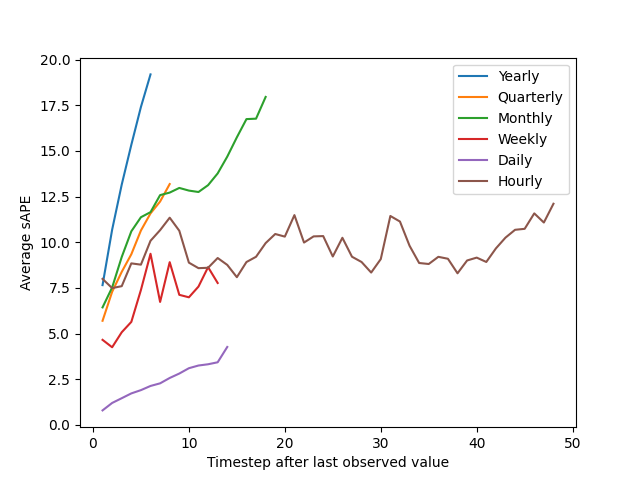 20.0
17.5
15.0
12.5
10.0
7.5
5.0
2.5
0.0
Average sAPE
Yearly
Quarterly
Monthly
Weekly
Daily
Hourly
0 10 20 30 40 50
Timestep after last observed value